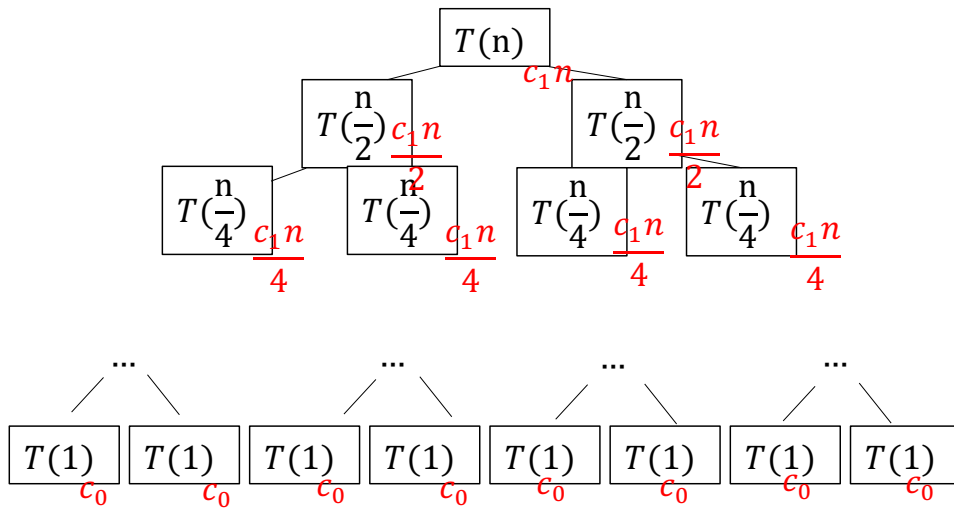 T(n)
c₁n
T(n/2) c₁n/2 T(n/2) c₁n/2
T(n/4) c₁n/4 T(n/4) c₁n/4 T(n/4) c₁n/4 T(n/4) c₁n/4
... ... ... ...
T(1) T(1) T(1) T(1) T(1) T(1) T(1) T(1)
c₀ c₀ c₀ c₀ c₀ c₀ c₀ c₀